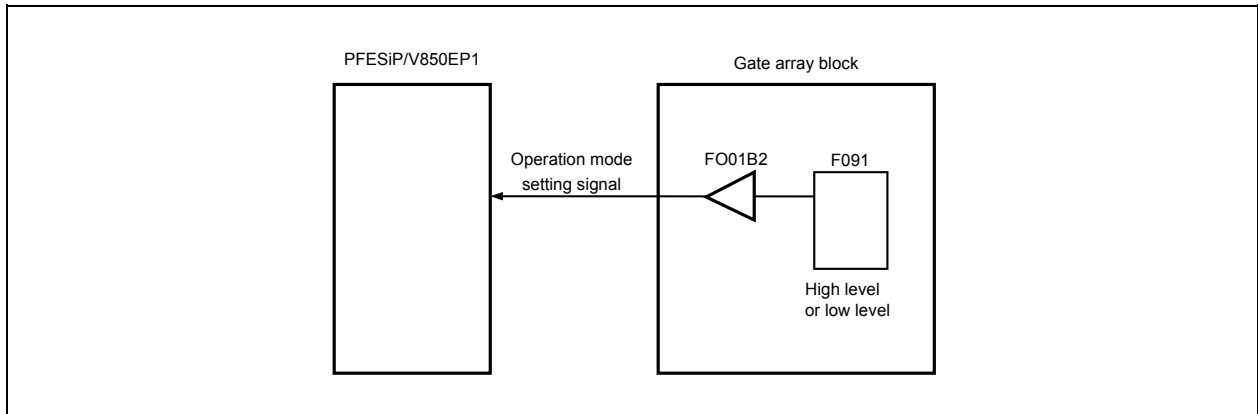 PFESiP/V850EP1
Gate array block
Operation mode
setting signal
FO01B2
F091
High level
or low level